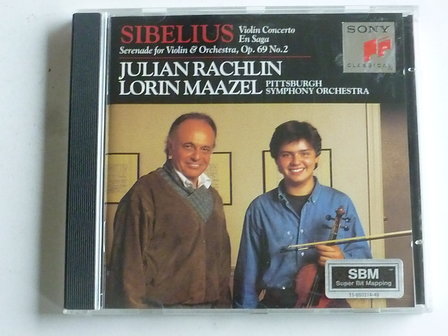 SIBELIUS Violin Concerto
En Saga
Serenade for Violin & Orchestra, Op. 69 No. 2
JULIAN RACHLIN
LORIN MAAZEL PITTSBURGH
SYMPHONY ORCHESTRA
SONY
CLASSICAL
SBM
Super Bit Mapping